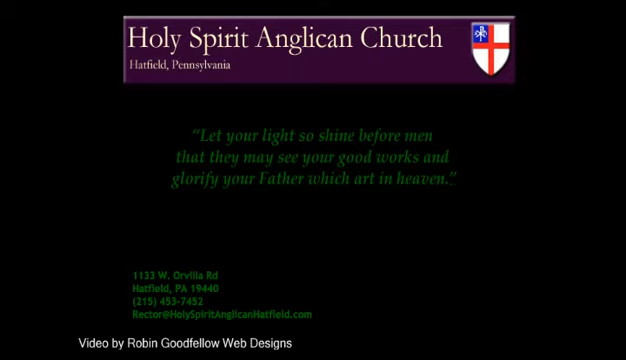 Holy Spirit Anglican Church
Hatfield, Pennsylvania
“Let your light so shine before men
that they may see your good works and
glorify your Father which art in heaven.”
1133 W. Orvilla Rd
Hatfield, PA 19440
(215) 453-7452
Rector@HolySpiritAnglicanHatfield.com
Video by Robin Goodfellow Web Designs